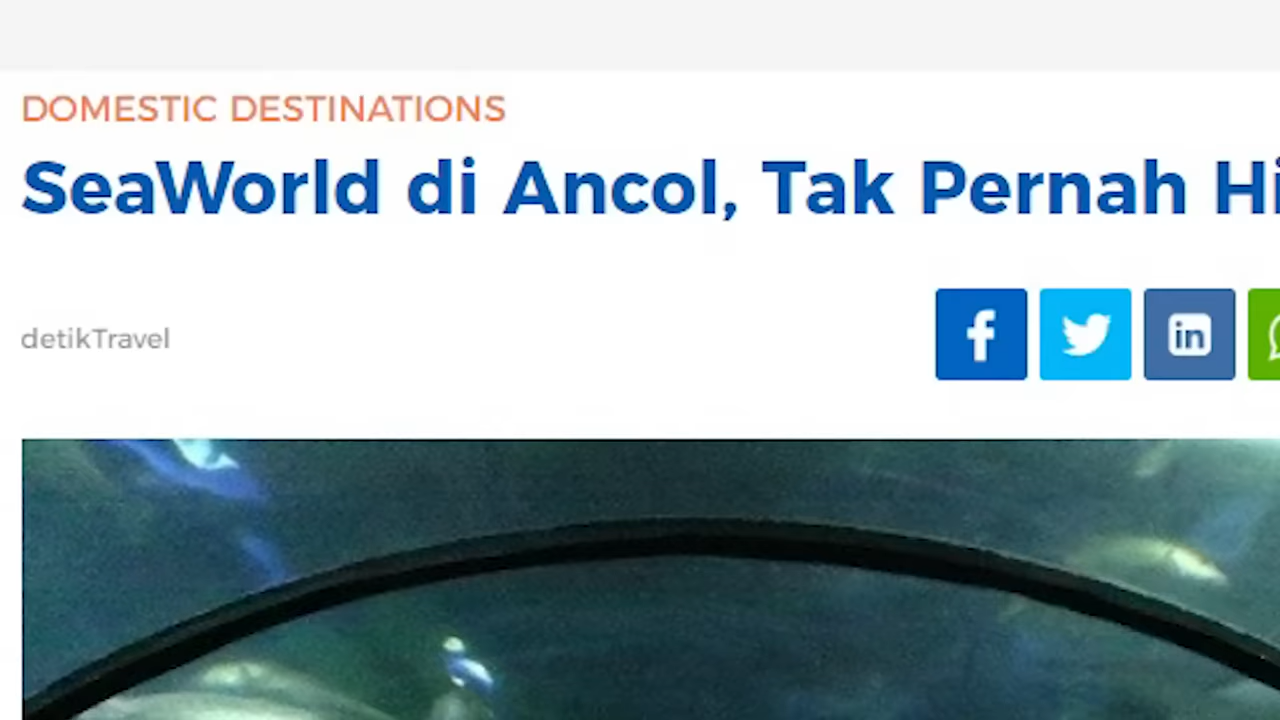 DOMESTIC DESTINATIONS
SeaWorld di Ancol, Tak Pernah
detikTravel